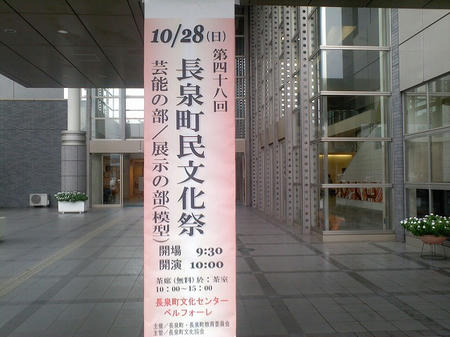 10/28(日)
第四十八回
長泉町民文化祭
芸能の部/展示の部(模型)
開場 9:30
開演 10:00
茶席(無料)於:茶室
10:00~15:00
長泉町文化センター
ベルフォーレ
主催/長泉町・長泉町教育委員会
主管/長泉町文化協会